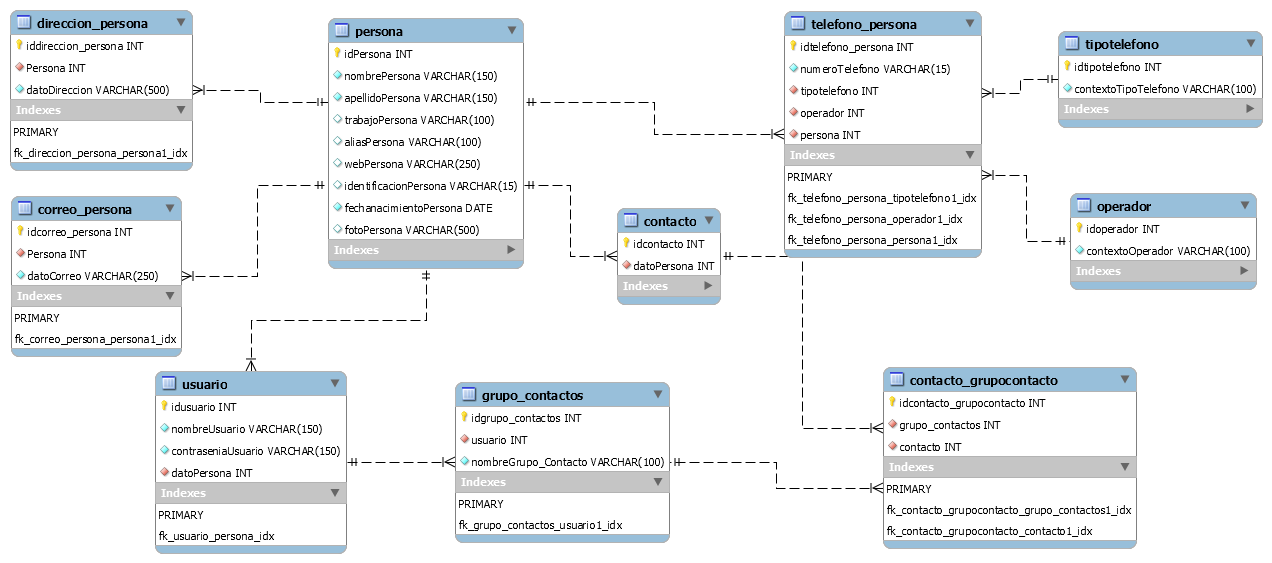 direccion_persona
iddireccion_persona INT
Persona INT
datoDireccion VARCHAR(500)
Indexes
PRIMARY
fk_direccion_persona_persona1_idx
persona
idPersona INT
nombrePersona VARCHAR(150)
apellidoPersona VARCHAR(150)
trabajoPersona VARCHAR(100)
aliasPersona VARCHAR(100)
webPersona VARCHAR(250)
identificacionPersona VARCHAR(15)
fechanacimientoPersona DATE
fotoPersona VARCHAR(500)
Indexes
telefono_persona
idtelefono_persona INT
numeroTelefono VARCHAR(15)
tipotelefono INT
operador INT
persona INT
Indexes
PRIMARY
fk_telefono_persona_tipotelefono1_idx
fk_telefono_persona_operador1_idx
fk_telefono_persona_persona1_idx
tipotelefono
idtipotelefono INT
contextoTipoTelefono VARCHAR(100)
Indexes
correo_persona
idcorreo_persona INT
Persona INT
datoCorreo VARCHAR(250)
Indexes
PRIMARY
fk_correo_persona_persona1_idx
contacto
idcontacto INT
datoPersona INT
Indexes
operador
idoperador INT
contextoOperador VARCHAR(100)
Indexes
usuario
idusuario INT
nombreUsuario VARCHAR(150)
contraseniaUsuario VARCHAR(150)
datoPersona INT
Indexes
PRIMARY
fk_usuario_persona_idx
grupo_contactos
idgrupo_contactos INT
usuario INT
nombreGrupo_Contacto VARCHAR(100)
Indexes
PRIMARY
fk_grupo_contactos_usuario1_idx
contacto_grupocontacto
idcontacto_grupocontacto INT
grupo_contactos INT
contacto INT
Indexes
PRIMARY
fk_contacto_grupocontacto_grupo_contactos1_idx
fk_contacto_grupocontacto_contacto1_idx